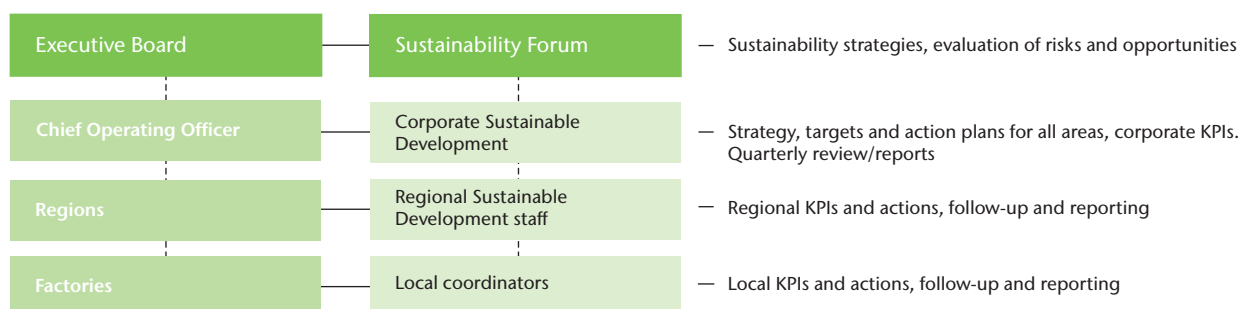 Executive Board
Sustainability Forum
— Sustainability strategies, evaluation of risks and opportunities
Chief Operating Officer
Corporate Sustainable
Development
— Strategy, targets and action plans for all areas, corporate KPIs.
Quarterly review/reports
Regions
Regional Sustainable
Development staff
— Regional KPIs and actions, follow-up and reporting
Factories
Local coordinators
— Local KPIs and actions, follow-up and reporting